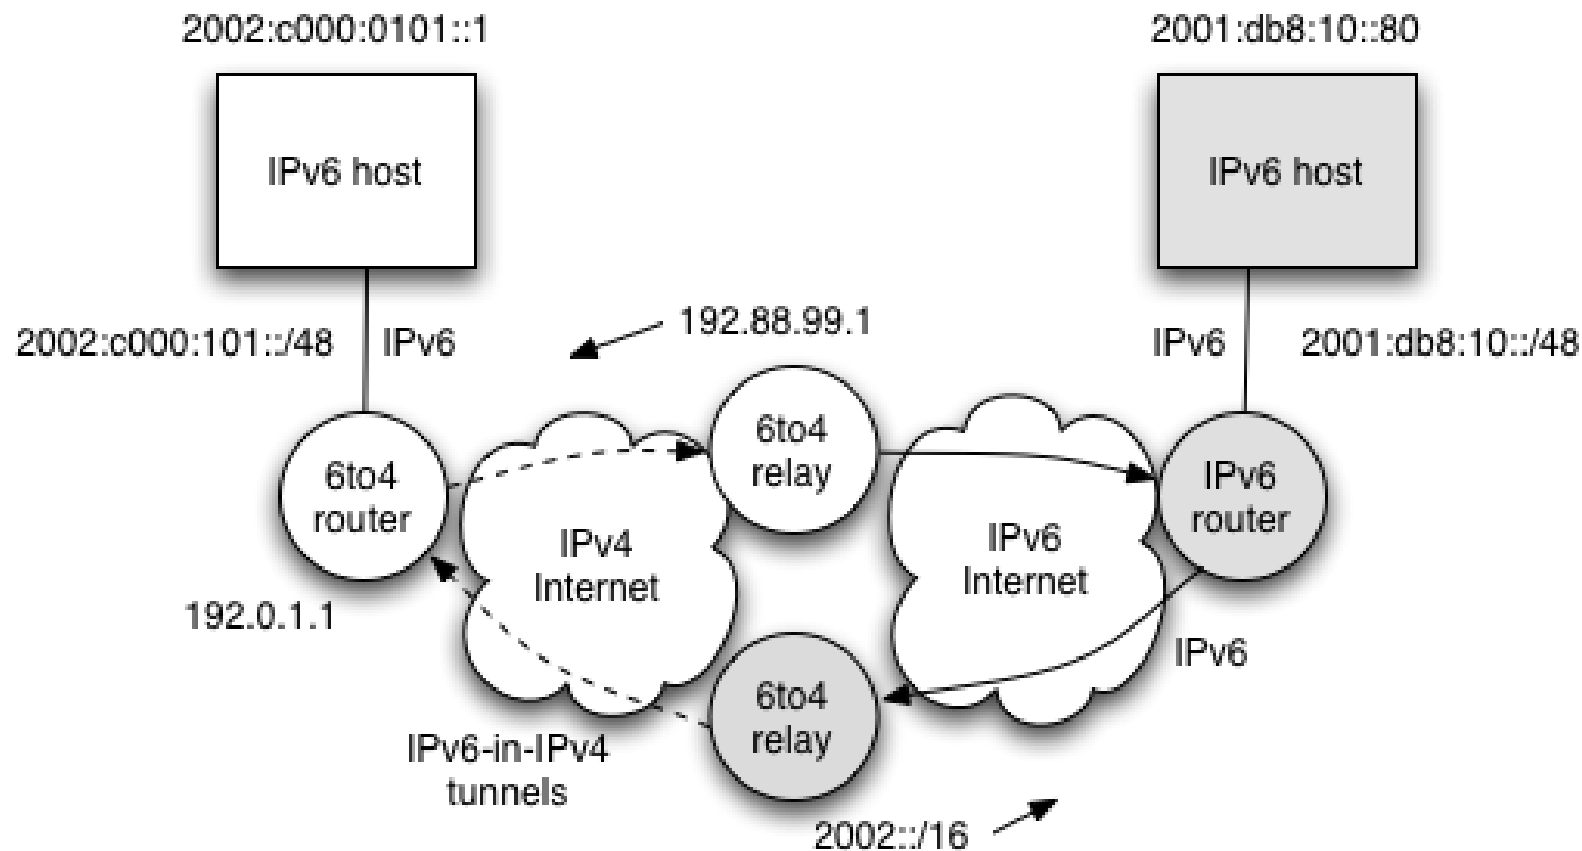 2002:c000:0101::1
2001:db8:10::80
IPv6 host
IPv6 host
192.88.99.1
2002:c000:101::/48
IPv6
IPv6
2001:db8:10::/48
6to4
relay
6to4
router
IPv6
router
IPv4
Internet
IPv6
Internet
192.0.1.1
IPv6
6to4
relay
IPv6-in-IPv4
tunnels
2002::/16